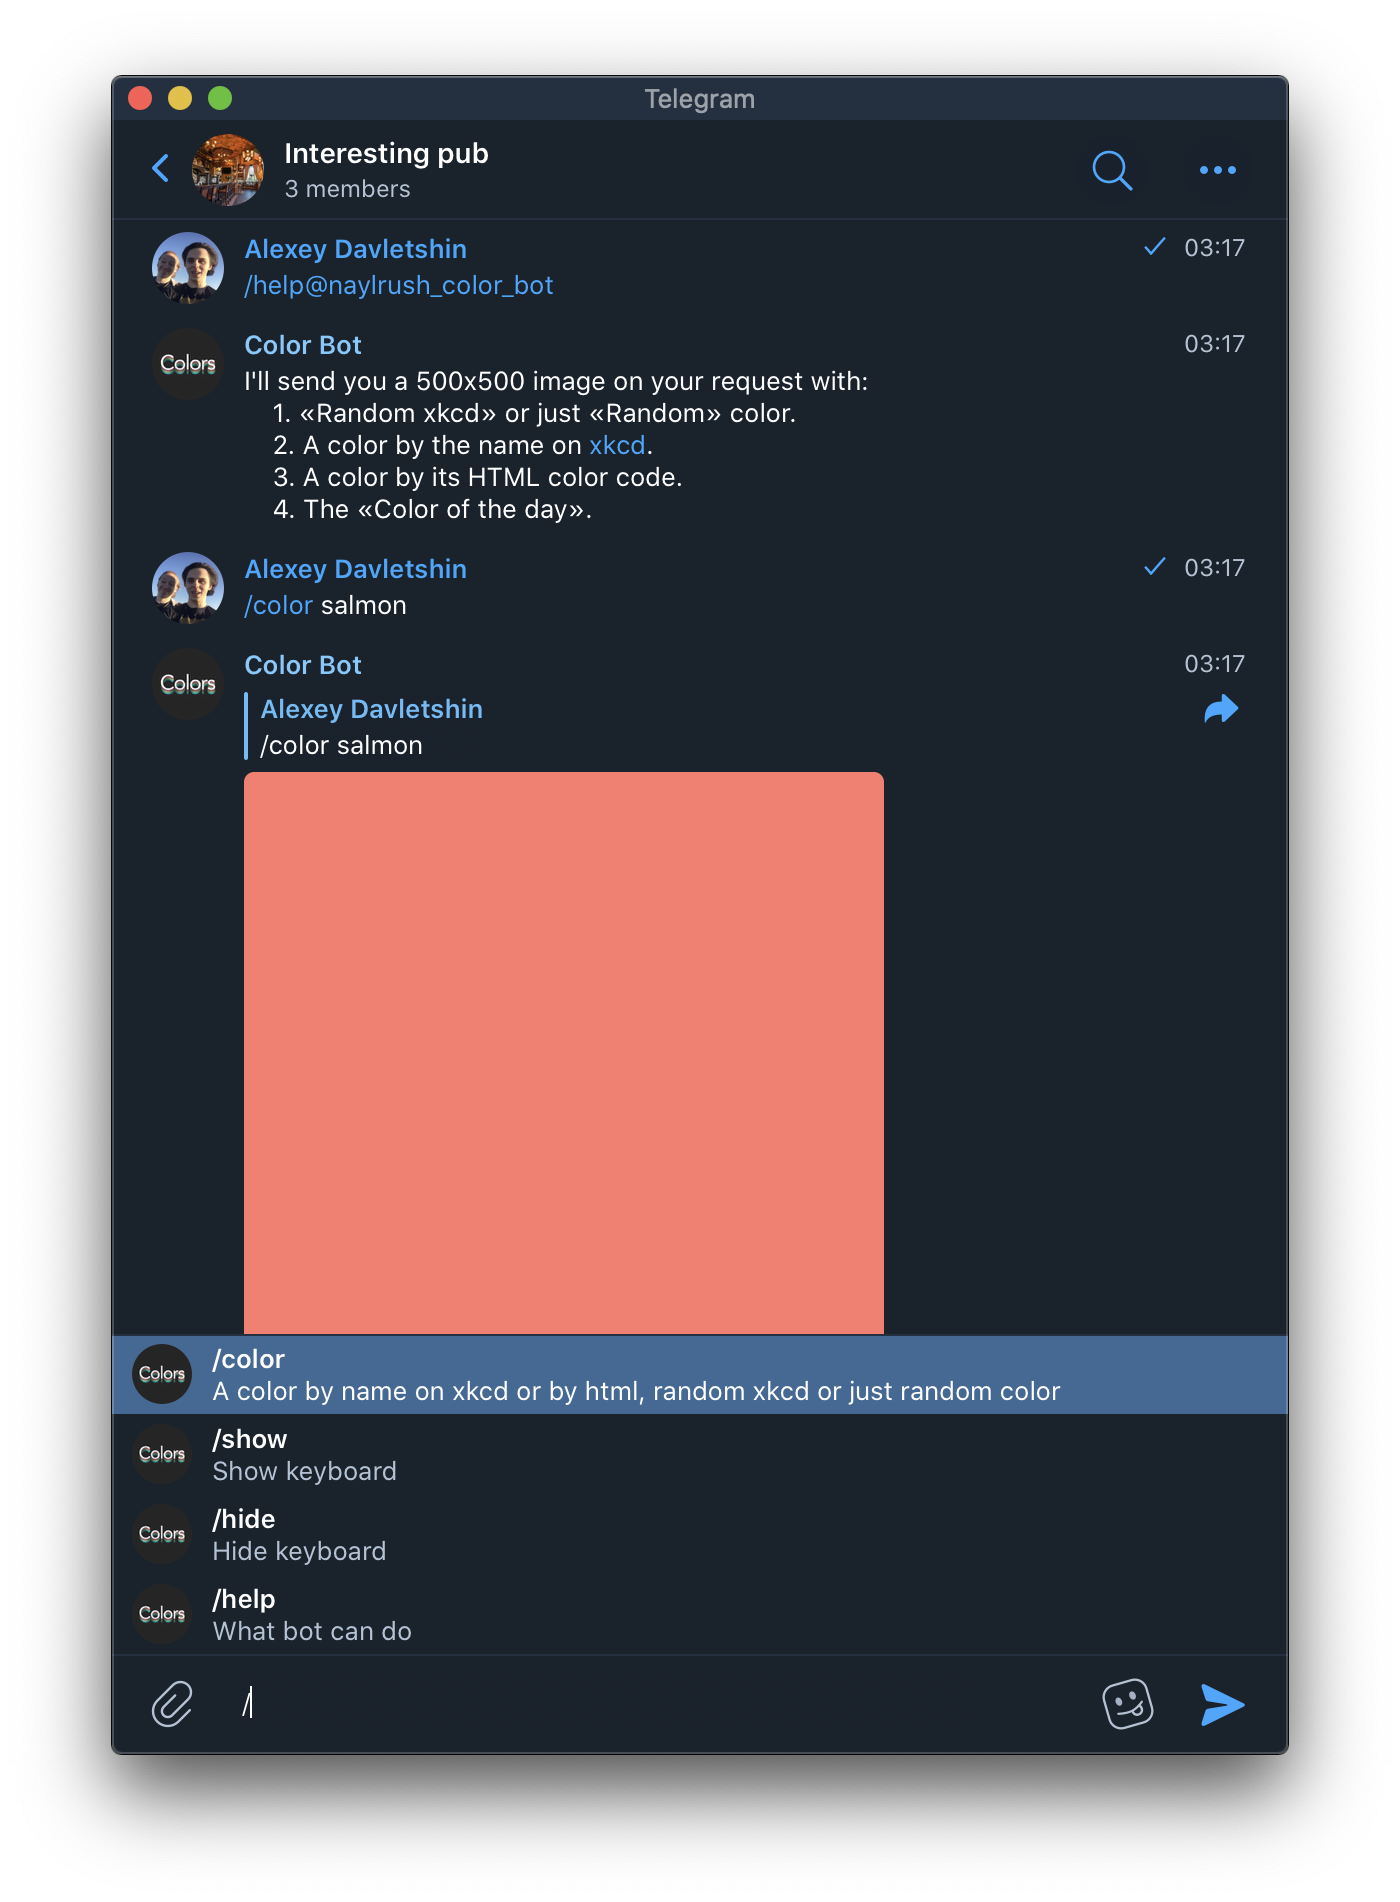 Telegram
Interesting pub
3 members
Alexey Davletshin
03:17
/help@naylrush_color_bot
Colors
Color Bot
03:17
I'll send you a 500x500 image on your request with:
1. «Random xkcd» or just «Random» color.
2. A color by the name on xkcd.
3. A color by its HTML color code.
4. The «Color of the day».
Alexey Davletshin
03:17
/color salmon
Colors
Color Bot
03:17
Alexey Davletshin
/color salmon
Colors
/color
A color by name on xkcd or by html, random xkcd or just random color
Colors
/show
Show keyboard
Colors
/hide
Hide keyboard
Colors
/help
What bot can do
/